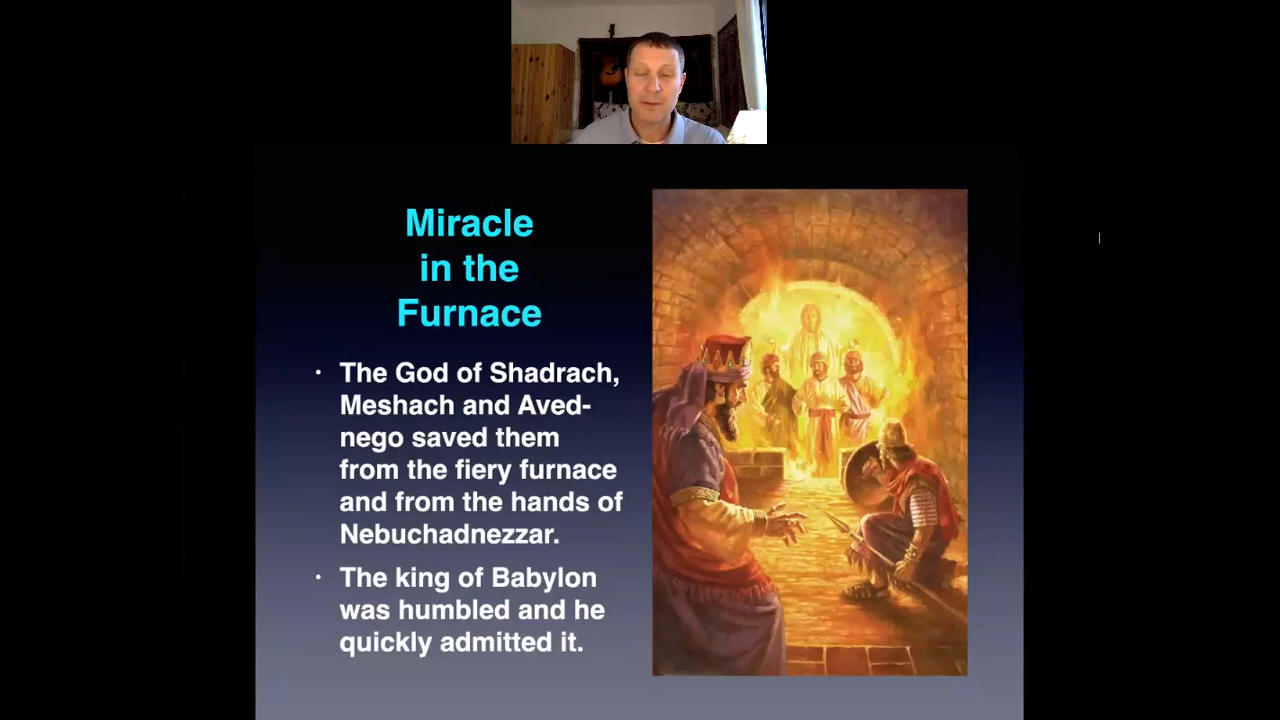 Miracle
in the
Furnace
• The God of Shadrach,
Meshach and Aved-
nego saved them
from the fiery furnace
and from the hands of
Nebuchadnezzar.
• The king of Babylon
was humbled and he
quickly admitted it.